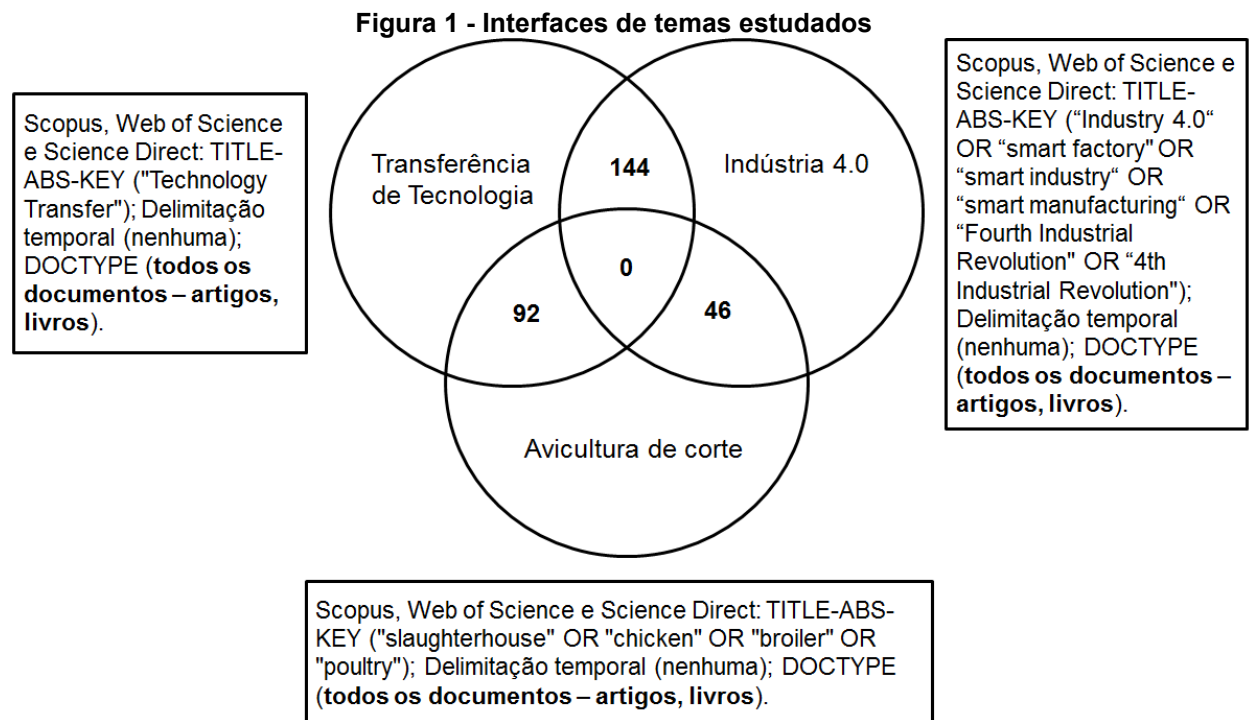 Figura 1 - Interfaces de temas estudados
Scopus, Web of Science
e Science Direct: TITLE-
ABS-KEY ("Technology
Transfer"); Delimitação
temporal (nenhuma);
DOCTYPE (todos os
documentos – artigos,
livros).
Transferência
de Tecnologia
144
Indústria 4.0
0
92
46
Avicultura de corte
Scopus, Web of Science e
Science Direct: TITLE-
ABS-KEY (“Industry 4.0“
OR “smart factory" OR
“smart industry“ OR
“smart manufacturing“ OR
“Fourth Industrial
Revolution" OR “4th
Industrial Revolution");
Delimitação temporal
(nenhuma); DOCTYPE
(todos os documentos –
artigos, livros).
Scopus, Web of Science e Science Direct: TITLE-ABS-
KEY ("slaughterhouse" OR "chicken" OR "broiler" OR
"poultry"); Delimitação temporal (nenhuma); DOCTYPE
(todos os documentos – artigos, livros).